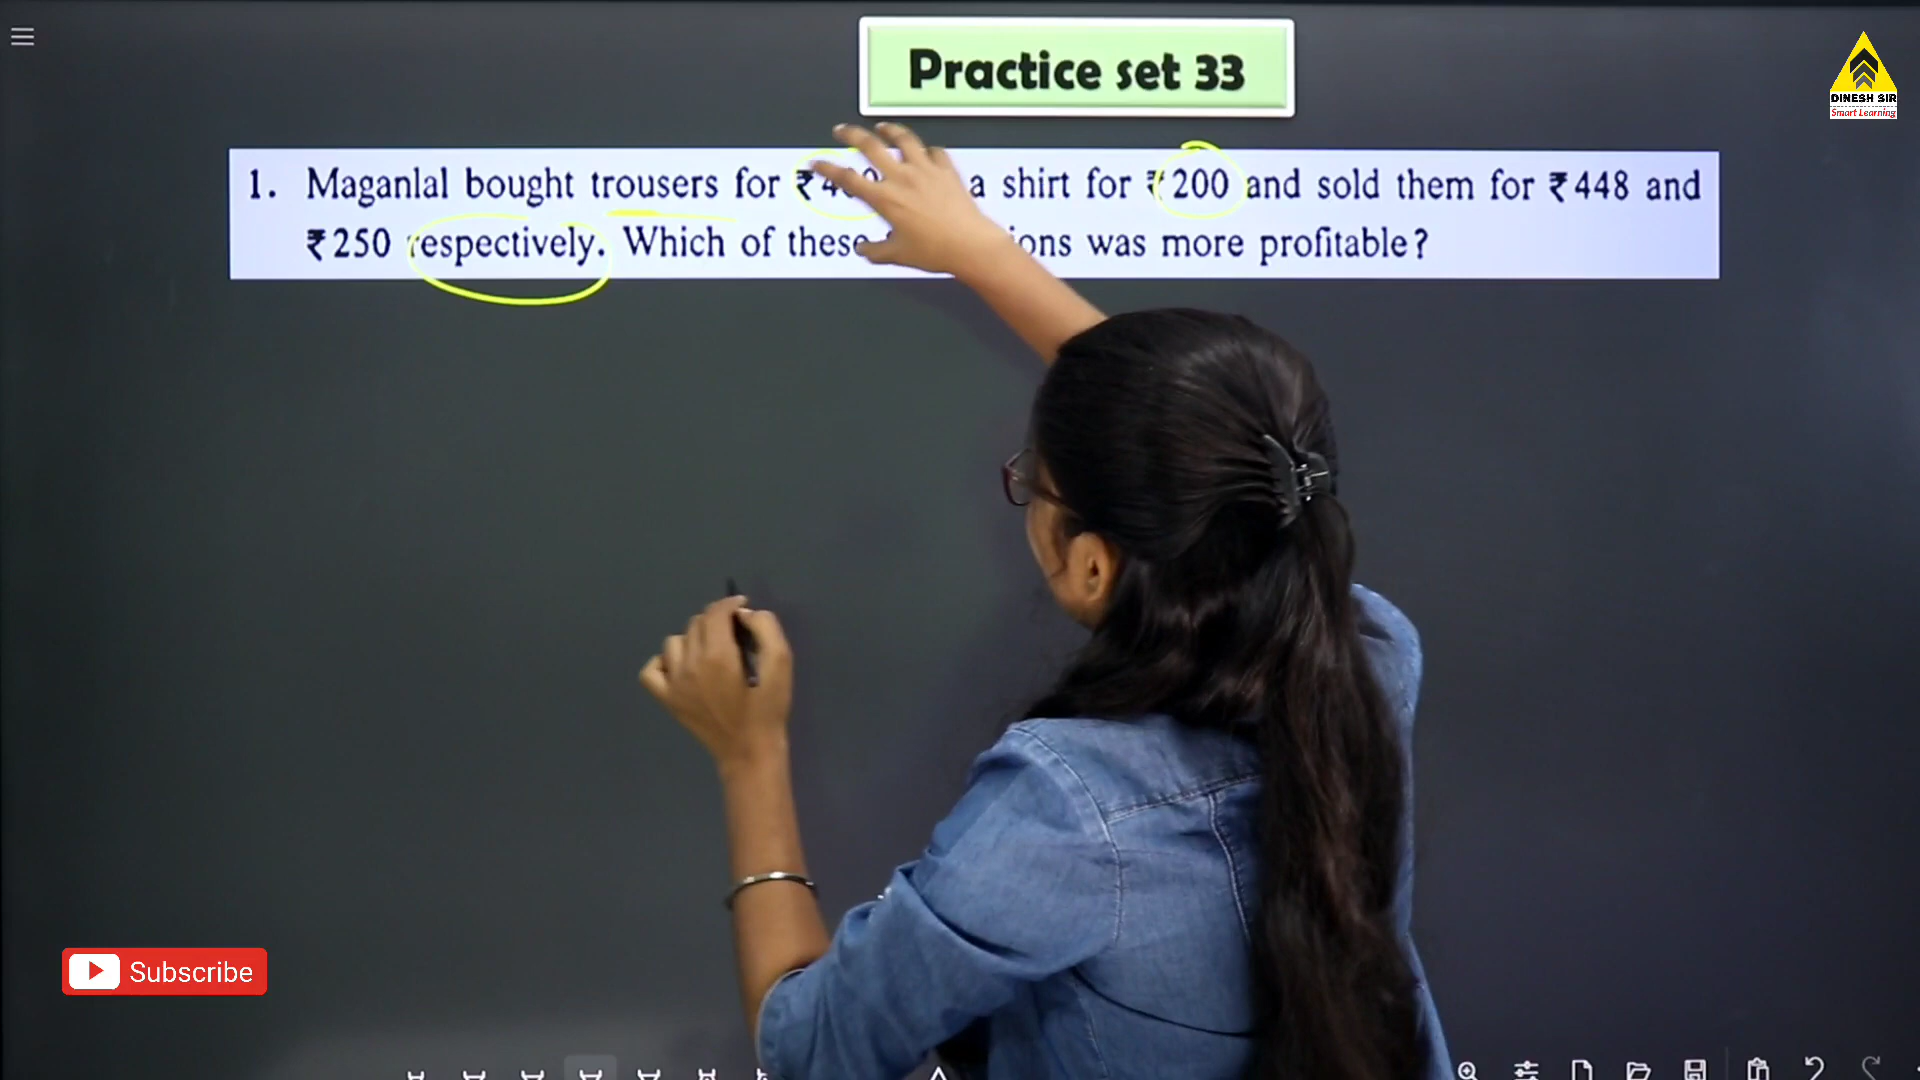 Practice set 33
DINESH SIR
Smart Learning
1. Maganlal bought trousers for ₹ a shirt for ₹ 200 and sold them for ₹ 448 and
₹ 250 respectively. Which of these was more profitable?
Subscribe